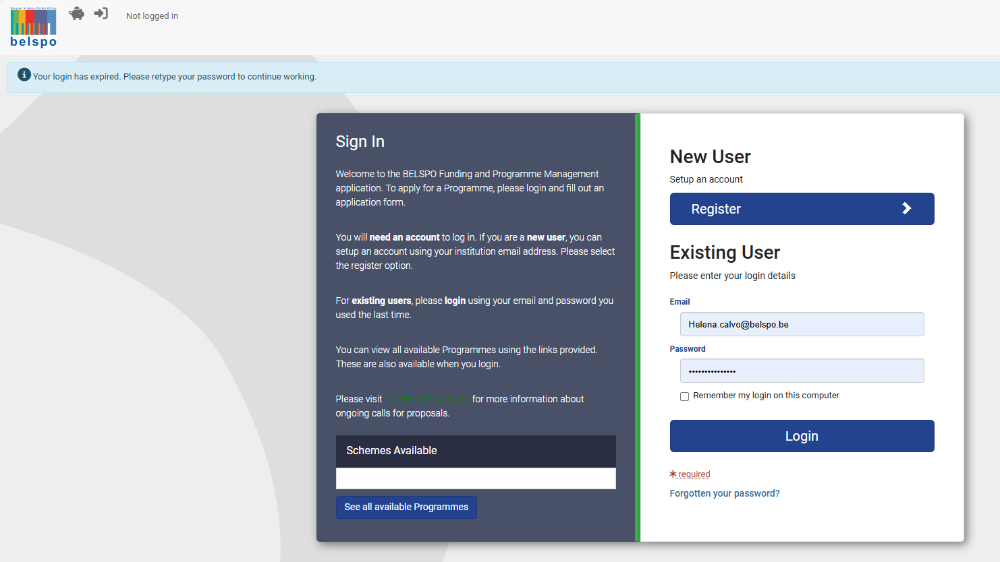 Belgian Science Policy Office
belspo
Not logged in
Your login has expired. Please retype your password to continue working.
Sign In
Welcome to the BELSPO Funding and Programme Management
application. To apply for a Programme, please login and fill out an
application form.
You will need an account to log in. If you are a new user, you can
setup an account using your institution email address. Please select
the register option.
For existing users, please login using your email and password you
used the last time.
You can view all available Programmes using the links provided.
These are also available when you login.
Please visit BELSPO website for more information about
ongoing calls for proposals.
Schemes Available
See all available Programmes
New User
Setup an account
Register
Existing User
Please enter your login details
Email
Helena.calvo@belspo.be
Password
•••••••••••••••
Remember my login on this computer
Login
* required
Forgotten your password?